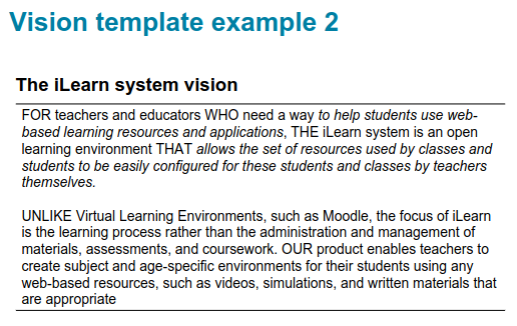 Vision template example 2
The iLearn system vision
FOR teachers and educators WHO need a way to help students use web-
based learning resources and applications, THE iLearn system is an open
learning environment THAT allows the set of resources used by classes and
students to be easily configured for these students and classes by teachers
themselves.
UNLIKE Virtual Learning Environments, such as Moodle, the focus of iLearn
is the learning process rather than the administration and management of
materials, assessments, and coursework. OUR product enables teachers to
create subject and age-specific environments for their students using any
web-based resources, such as videos, simulations, and written materials that
are appropriate